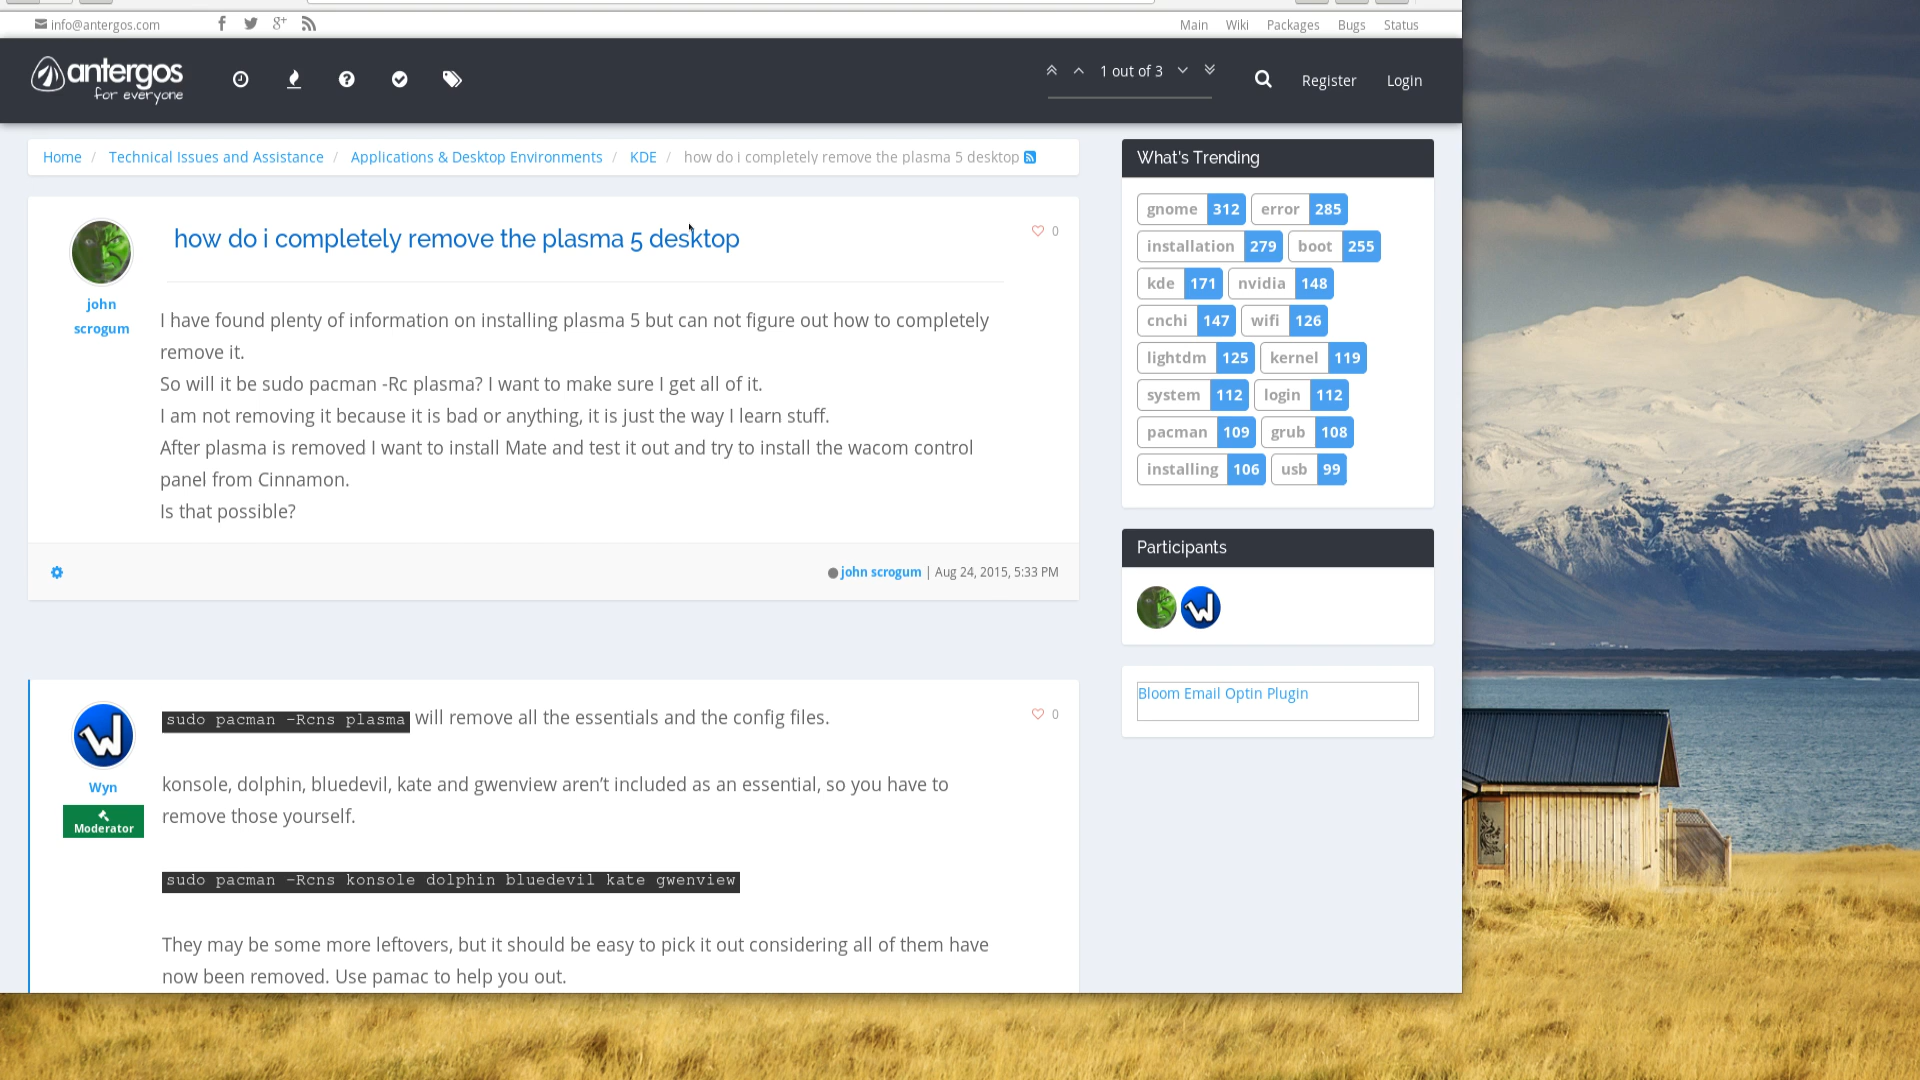 info@antergos.com
Main Wiki Packages Bugs Status
antergos
for everyone
1 out of 3
Register Login
Home / Technical Issues and Assistance / Applications & Desktop Environments / KDE / how do i completely remove the plasma 5 desktop
how do i completely remove the plasma 5 desktop
0
john
scrogum
I have found plenty of information on installing plasma 5 but can not figure out how to completely
remove it.
So will it be sudo pacman -Rc plasma? I want to make sure I get all of it.
I am not removing it because it is bad or anything, it is just the way I learn stuff.
After plasma is removed I want to install Mate and test it out and try to install the wacom control
panel from Cinnamon.
Is that possible?
john scrogum | Aug 24, 2015, 5:33 PM
Wyn
Moderator
sudo pacman -Rcns plasma will remove all the essentials and the config files.
0
konsole, dolphin, bluedevil, kate and gwenview aren't included as an essential, so you have to
remove those yourself.
sudo pacman -Rcns konsole dolphin bluedevil kate gwenview
They may be some more leftovers, but it should be easy to pick it out considering all of them have
now been removed. Use pamac to help you out.
What's Trending
gnome 312 error 285
installation 279 boot 255
kde 171 nvidia 148
cnchi 147 wifi 126
lightdm 125 kernel 119
system 112 login 112
pacman 109 grub 108
installing 106 usb 99
Participants
Bloom Email Optin Plugin